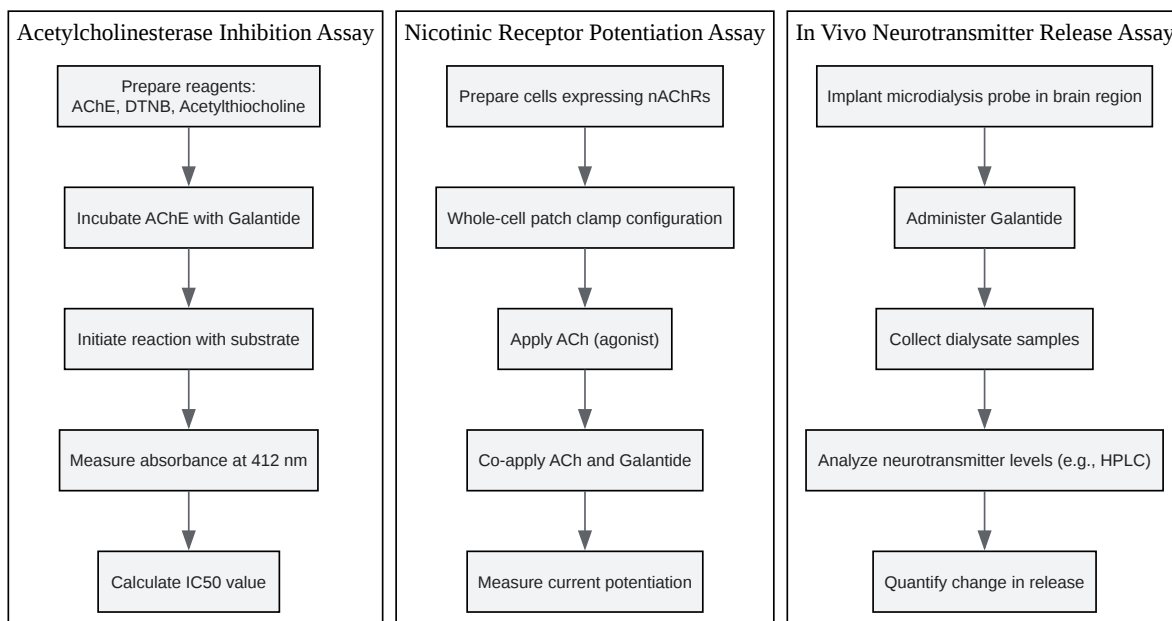 Acetylcholinesterase Inhibition Assay
Prepare reagents:
AChE, DTNB, Acetylthiocholine
Incubate AChE with Galantide
Initiate reaction with substrate
Measure absorbance at 412 nm
Calculate IC50 value
Nicotinic Receptor Potentiation Assay
Prepare cells expressing nAChRs
Whole-cell patch clamp configuration
Apply ACh (agonist)
Co-apply ACh and Galantide
Measure current potentiation
In Vivo Neurotransmitter Release Assay
Implant microdialysis probe in brain region
Administer Galantide
Collect dialysate samples
Analyze neurotransmitter levels (e.g., HPLC)
Quantify change in release